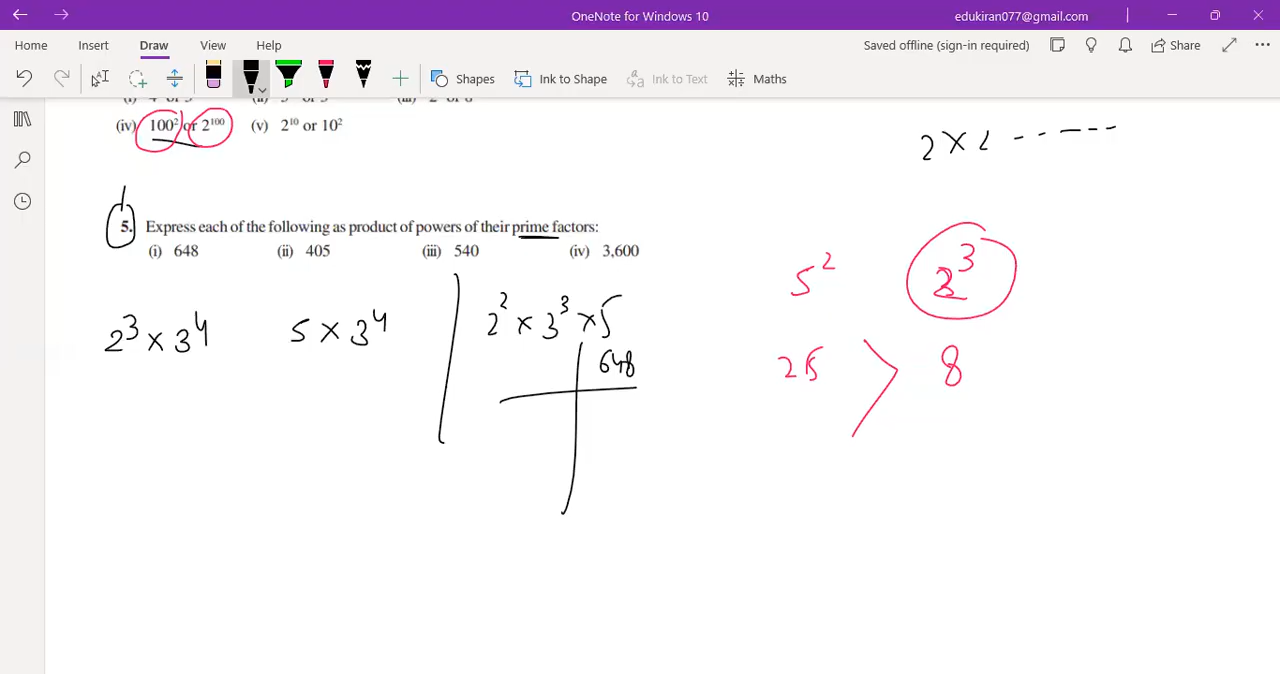 OneNote for Windows 10
edukiran077@gmail.com
Home Insert Draw View Help
Saved offline (sign-in required)
Share
Shapes Ink to Shape Ink to Text Maths
(iv) 100² or 2¹⁰⁰ (v) 2¹⁰ or 10²
2 × 2 - - - - -
5. Express each of the following as product of powers of their prime factors:
(i) 648 (ii) 405 (iii) 540 (iv) 3,600
5² 2³
2³ × 3⁴ 5 × 3⁴ 2² × 3³ × 5
648
25 > 8